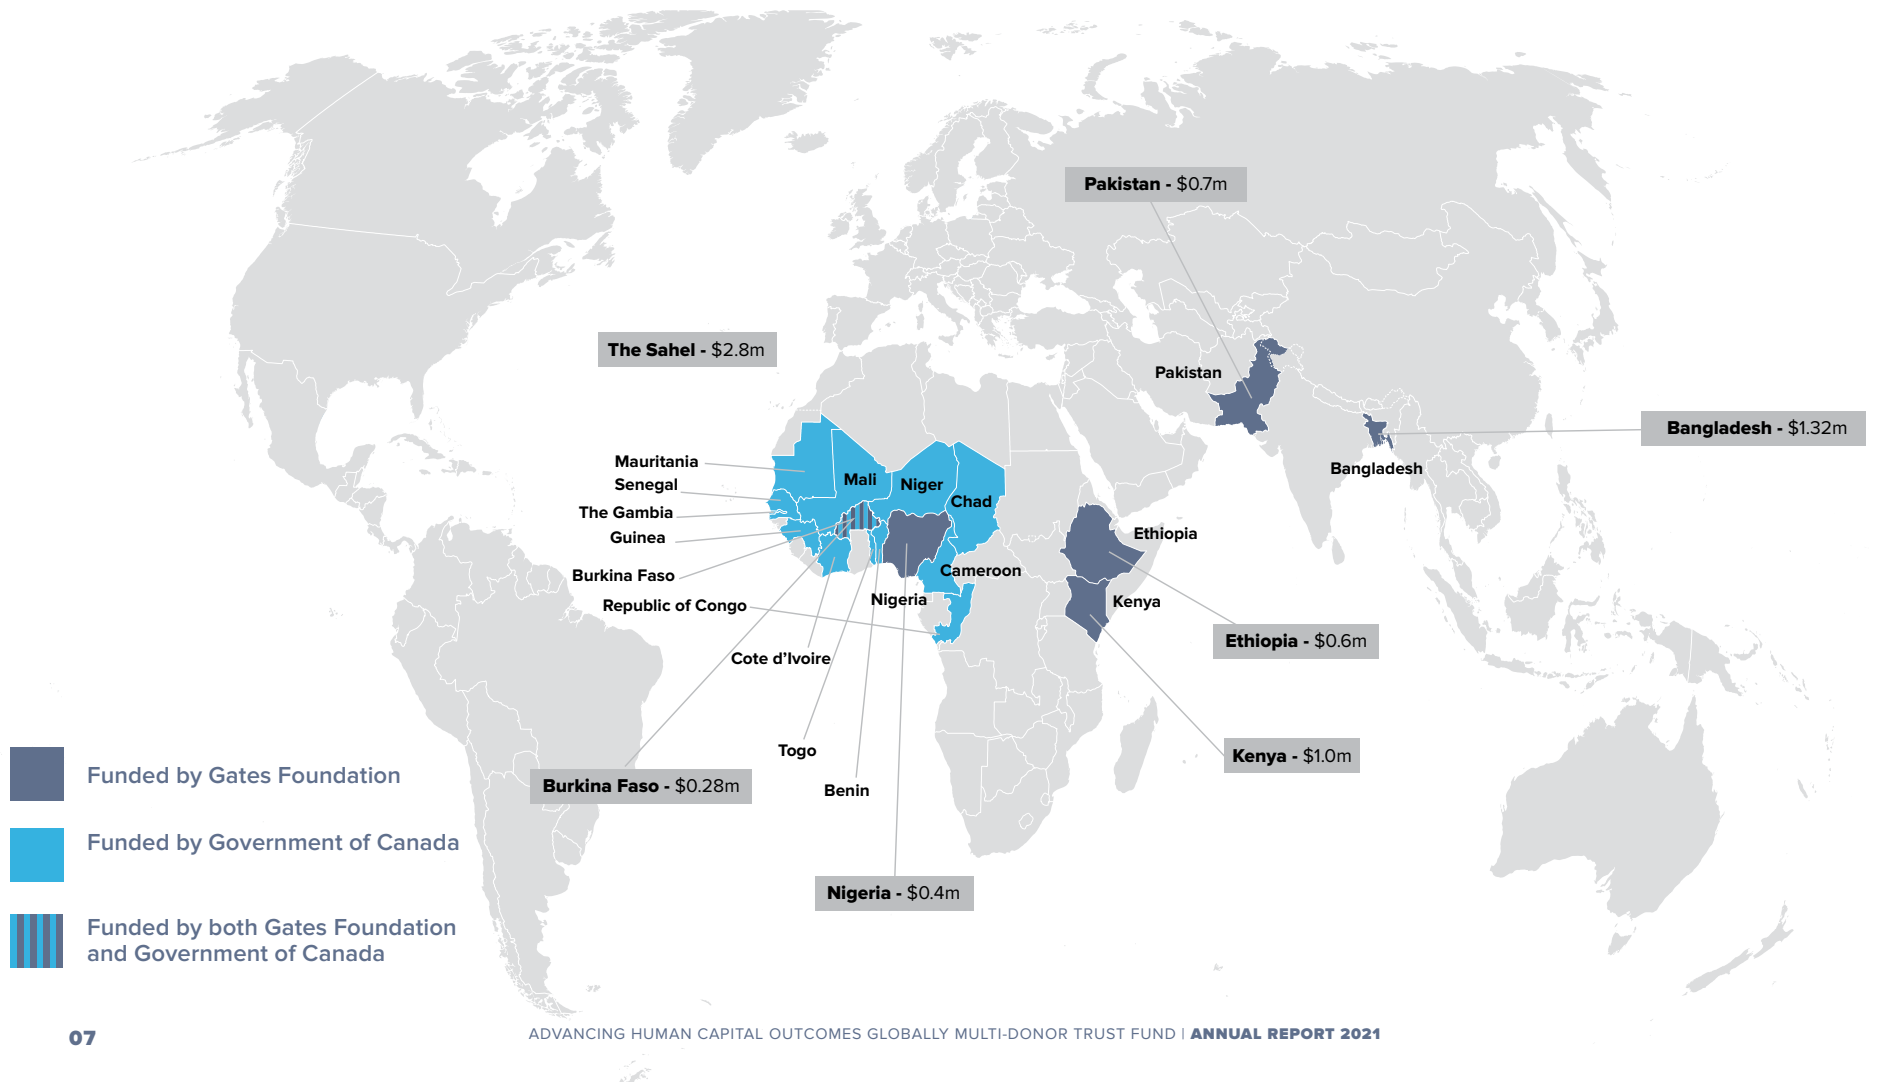 Pakistan - $0.7m
The Sahel - $2.8m
Pakistan
Bangladesh - $1.32m
Mauritania
Bangladesh
Mali
Niger
Senegal
Chad
The Gambia
Ethiopia
Guinea
Cameroon
Burkina Faso
Nigeria
Kenya
Republic of Congo
Ethiopia - $0.6m
Cote d’Ivoire
Togo
Kenya - $1.0m
Funded by Gates Foundation
Burkina Faso - $0.28m
Benin
Funded by Government of Canada
Nigeria - $0.4m
Funded by both Gates Foundation
and Government of Canada
07
ADVANCING HUMAN CAPITAL OUTCOMES GLOBALLY MULTI-DONOR TRUST FUND | ANNUAL REPORT 2021